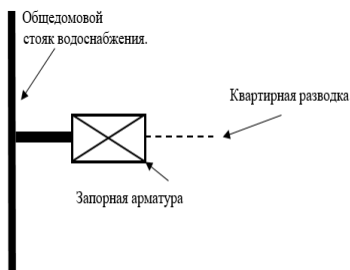 Общедомовой
стояк водоснабжения.
Квартирная разводка
Запорная арматура